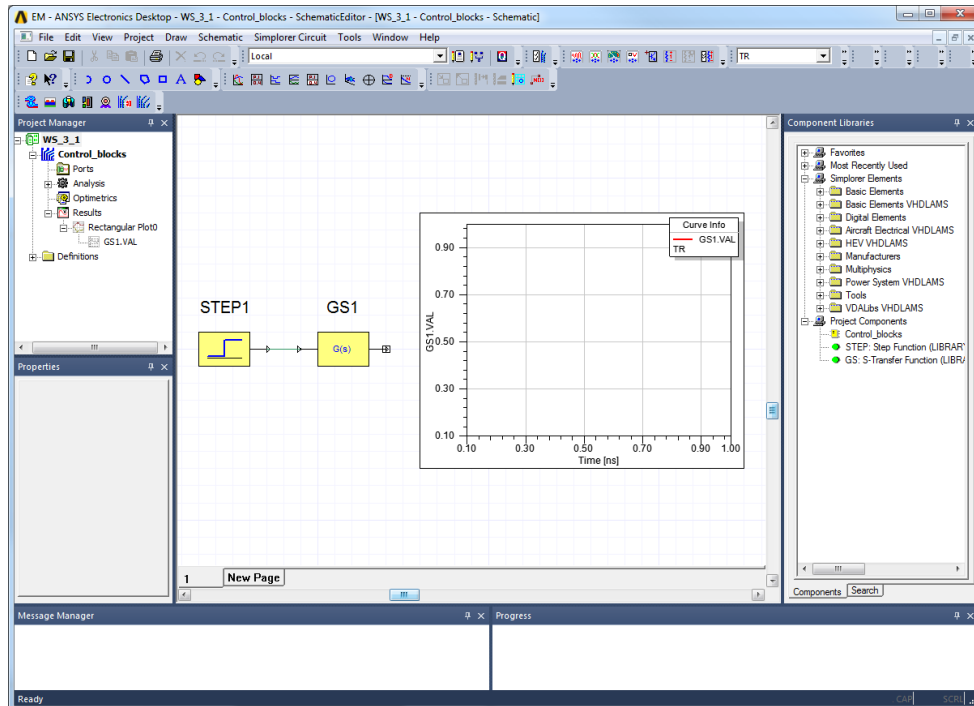 EM - ANSYS Electronics Desktop - WS_3_1 - Control_blocks - SchematicEditor - [WS_3_1 - Control_blocks - Schematic]
File Edit View Project Draw Schematic Simplorer Circuit Tools Window Help
Local
TR
Project Manager
WS_3_1
Control_blocks
Ports
Analysis
Optimetrics
Results
Rectangular Plot0
GS1.VAL
Definitions
Properties
STEP1
GS1
G(s)
Curve Info
GS1.VAL
TR
GS1.VAL
0.90
0.70
0.50
0.30
0.10
0.10 0.30 0.50 0.70 0.90 1.00
Time [ns]
1 New Page
Component Libraries
Favorites
Most Recently Used
Simplorer Elements
Basic Elements
Basic Elements VHDLAMS
Digital Elements
Aircraft Electrical VHDLAMS
HEV VHDLAMS
Manufacturers
Multiphysics
Power System VHDLAMS
Tools
VDALibs VHDLAMS
Project Components
Control_blocks
STEP: Step Function (LIBRAR
GS: S-Transfer Function (LIBRA
Components Search
Message Manager
Progress
Ready
CAP SCRL